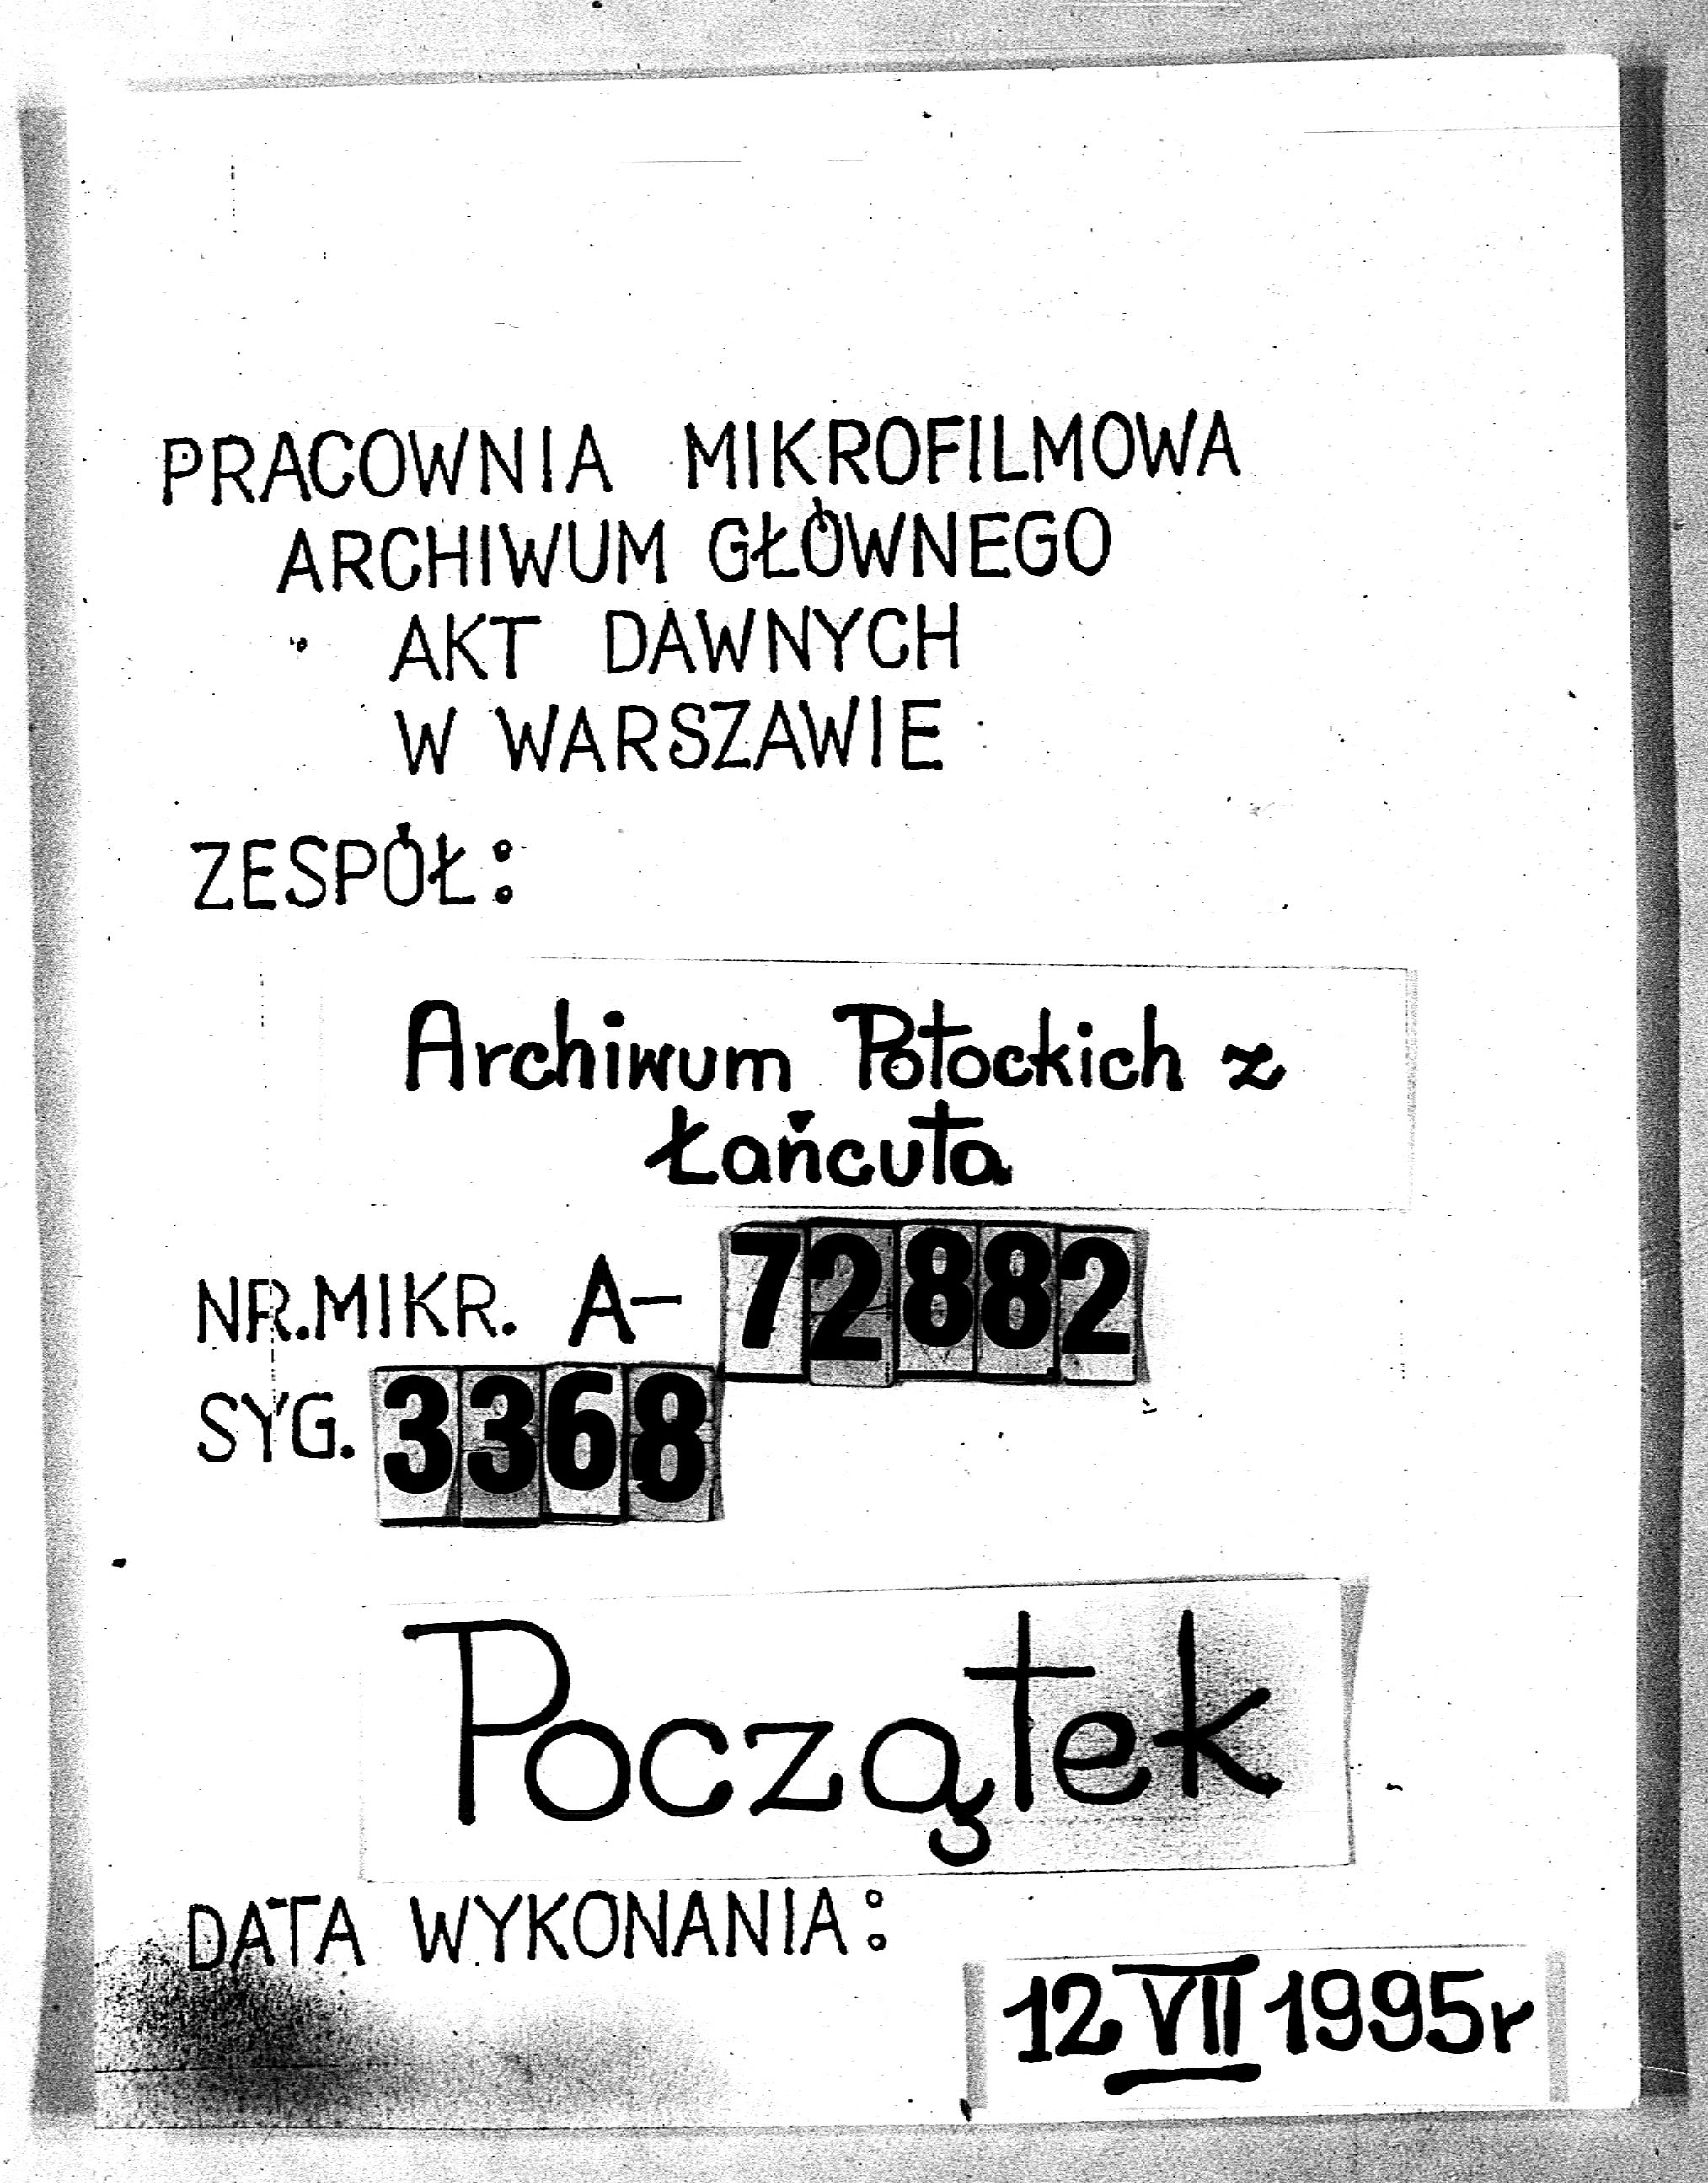 PRACOWNIA MIKROFILMOWA
ARCHIWUM GŁÓWNEGO
AKT DAWNYCH
W WARSZAWIE
ZESPÓŁ:
Archiwum Potockich z
Łańcuta
NR.MIKR. A- 72882
SYG. 3368
Początek
DATA WYKONANIA:
12 VII 1995r